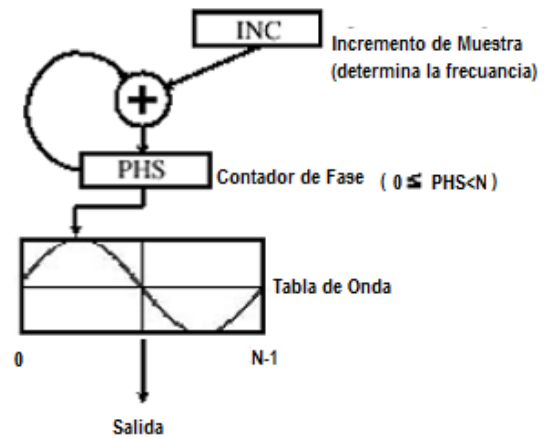 INC
Incremento de Muestra
(determina la frecuancia)
+
PHS
Contador de Fase ( 0 ≤ PHS<N )
Tabla de Onda
0 N-1
Salida